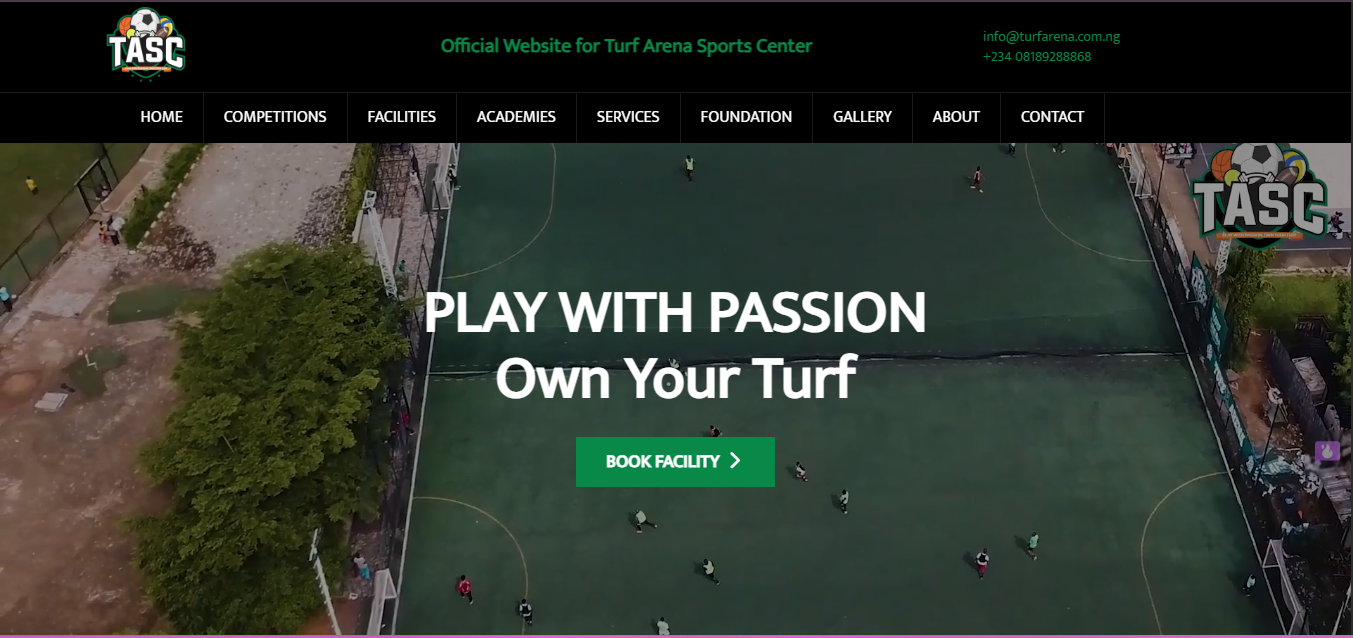 TASC
Official Website for Turf Arena Sports Center
info@turfarena.com.ng
+234 08189288868
HOME
COMPETITIONS
FACILITIES
ACADEMIES
SERVICES
FOUNDATION
GALLERY
ABOUT
CONTACT
TASC
PLAY WITH PASSION
Own Your Turf
BOOK FACILITY